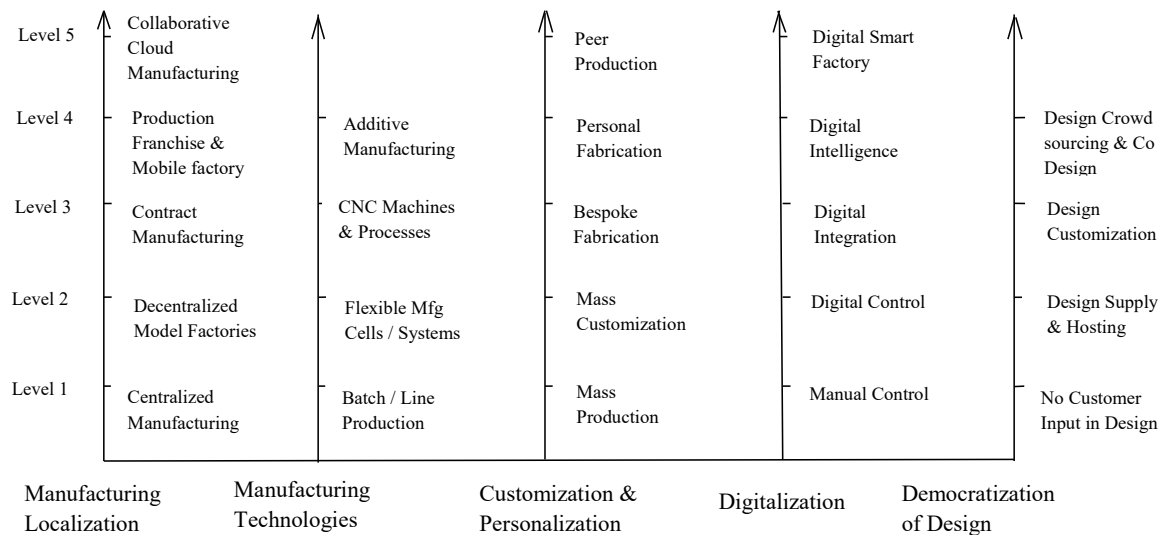 Level 5
Collaborative
Cloud
Manufacturing
Peer
Production
Digital Smart
Factory
Level 4
Production
Franchise &
Mobile factory
Additive
Manufacturing
Personal
Fabrication
Digital
Intelligence
Design Crowd
sourcing & Co
Design
Level 3
Contract
Manufacturing
CNC Machines
& Processes
Bespoke
Fabrication
Digital
Integration
Design
Customization
Level 2
Decentralized
Model Factories
Flexible Mfg
Cells / Systems
Mass
Customization
Digital Control
Design Supply
& Hosting
Level 1
Centralized
Manufacturing
Batch / Line
Production
Mass
Production
Manual Control
No Customer
Input in Design
Manufacturing
Localization
Manufacturing
Technologies
Customization &
Personalization
Digitalization
Democratization
of Design